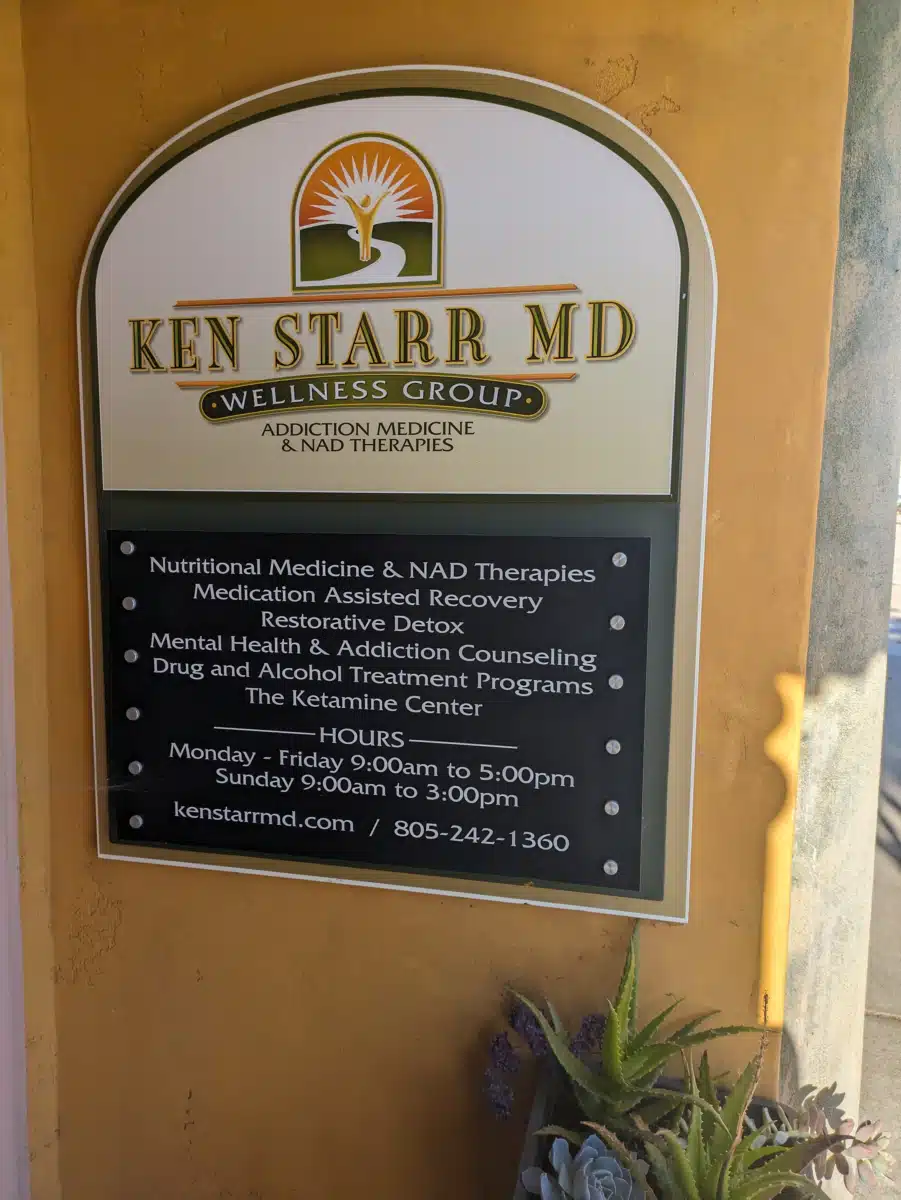 KEN STARR MD
WELLNESS GROUP
ADDICTION MEDICINE
& NAD THERAPIES
Nutritional Medicine & NAD Therapies
Medication Assisted Recovery
Restorative Detox
Mental Health & Addiction Counseling
Drug and Alcohol Treatment Programs
The Ketamine Center
HOURS
Monday - Friday 9:00am to 5:00pm
Sunday 9:00am to 3:00pm
kenstarrmd.com / 805-242-1360